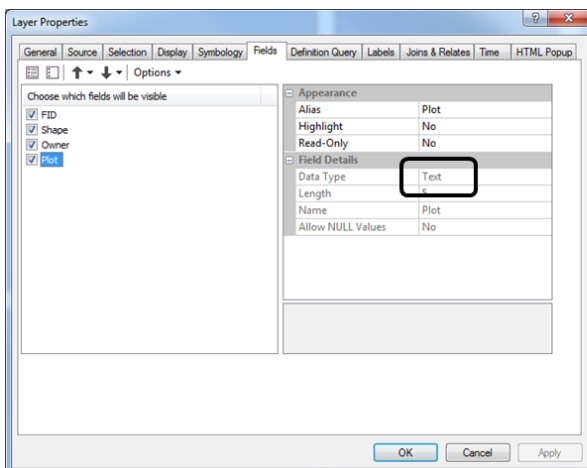 Layer Properties
General Source Selection Display Symbology Fields Definition Query Labels Joins & Relates Time HTML Popup
Options
Choose which fields will be visible
FID
Shape
Owner
Plot
Appearance
Alias Plot
Highlight No
Read-Only No
Field Details
Data Type Text
Length 5
Name Plot
Allow NULL Values No
OK Cancel Apply